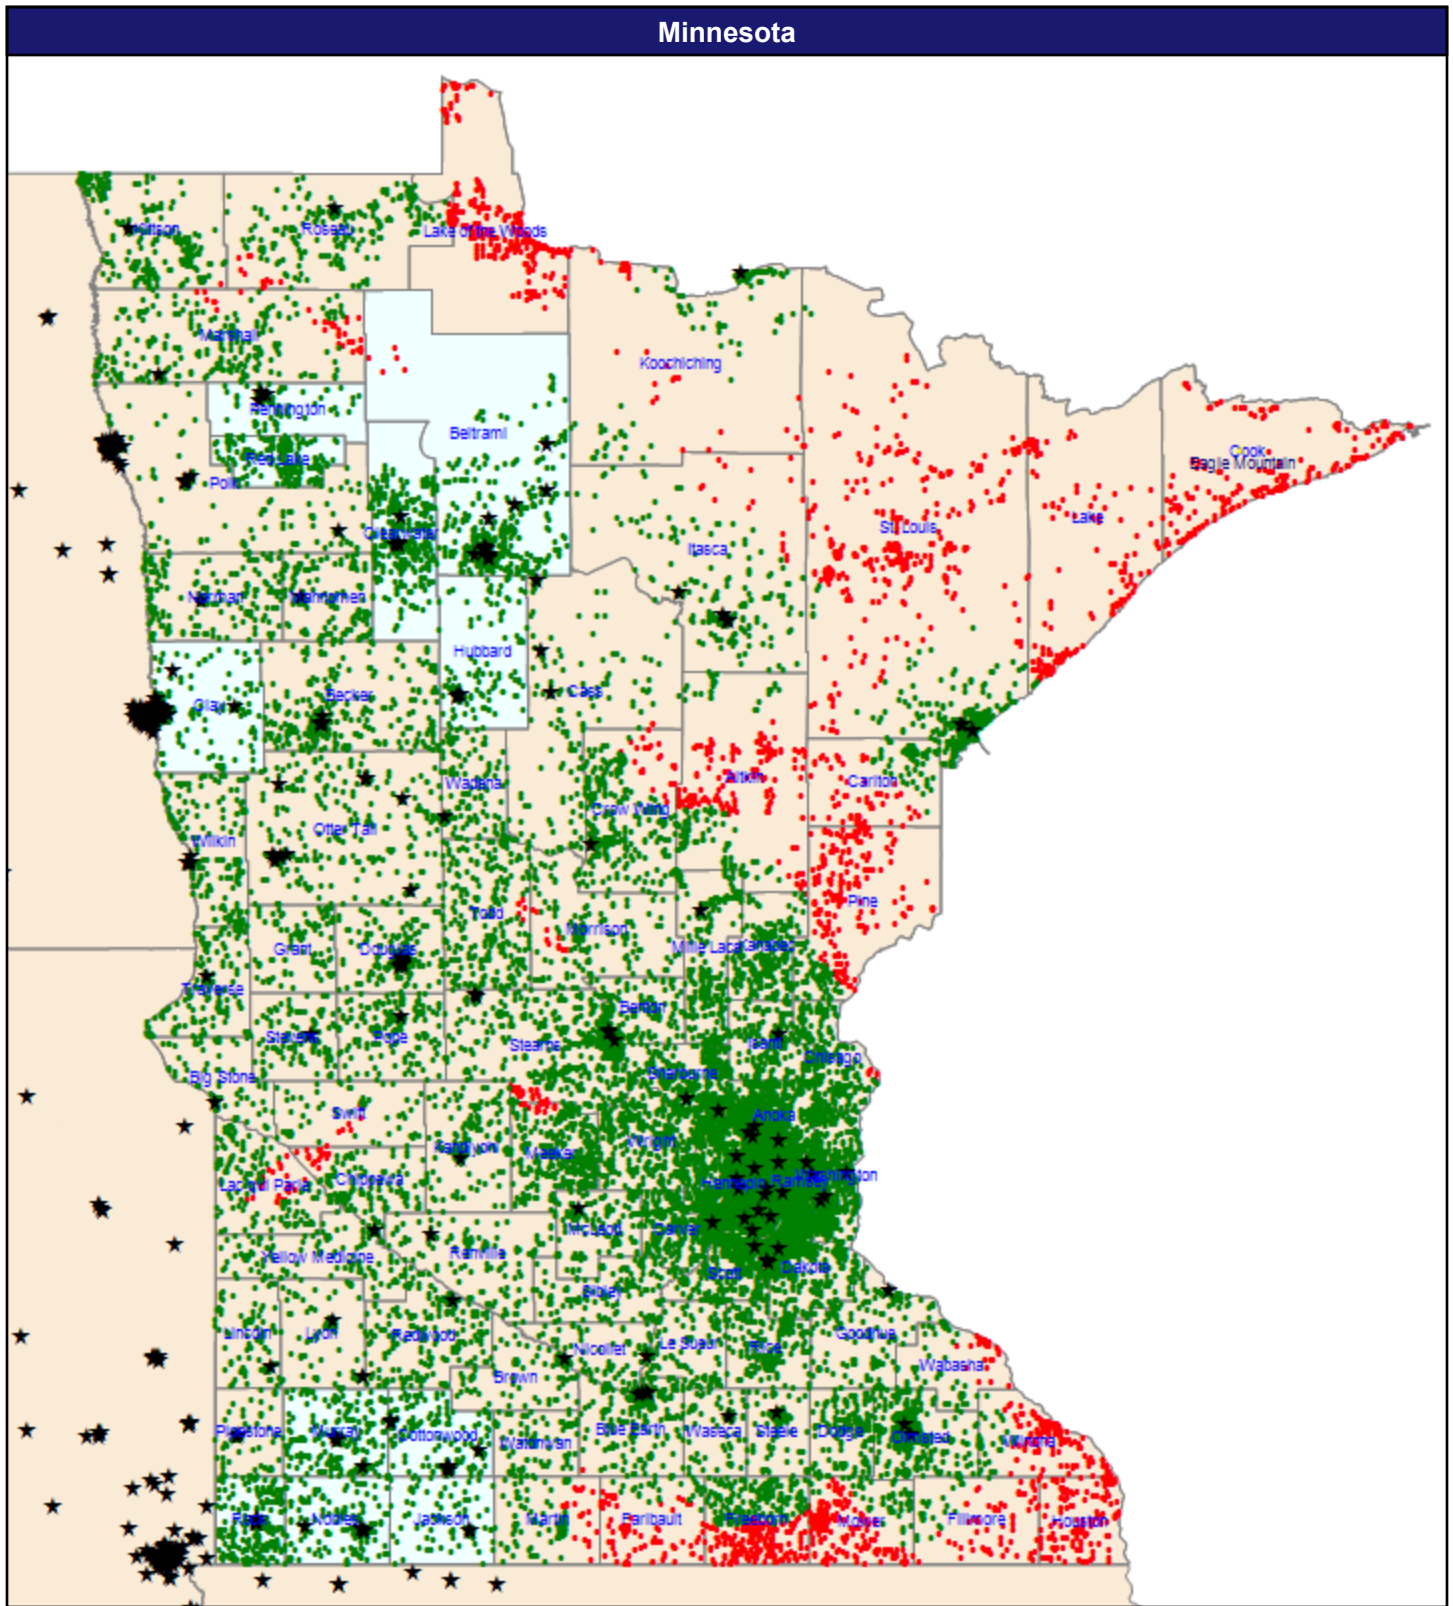 Minnesota
Kittson
Roseau
Lake of the Woods
Marshall
Koochiching
Pennington
Beltrami
Red Lake
Polk
Cook
Eagle Mountain
Clearwater
St. Louis
Lake
Itasca
Norman
Mahnomen
Hubbard
Clay
Becker
Cass
Wadena
Aitkin
Carlton
Crow Wing
Otter Tail
Wilkin
Pine
Todd
Morrison
Grant
Douglas
Mille Lacs
Kanabec
Traverse
Benton
Stevens
Pope
Stearns
Isanti
Chisago
Big Stone
Sherburne
Swift
Anoka
Kandiyohi
Meeker
Wright
Lac qui Parle
Chippewa
Hennepin
Ramsey
Washington
McLeod
Carver
Yellow Medicine
Renville
Scott
Dakota
Sibley
Lincoln
Lyon
Redwood
Nicollet
Le Sueur
Rice
Goodhue
Wabasha
Brown
Pipestone
Murray
Cottonwood
Watonwan
Blue Earth
Waseca
Steele
Dodge
Olmsted
Winona
Rock
Nobles
Jackson
Martin
Faribault
Freeborn
Mower
Fillmore
Houston